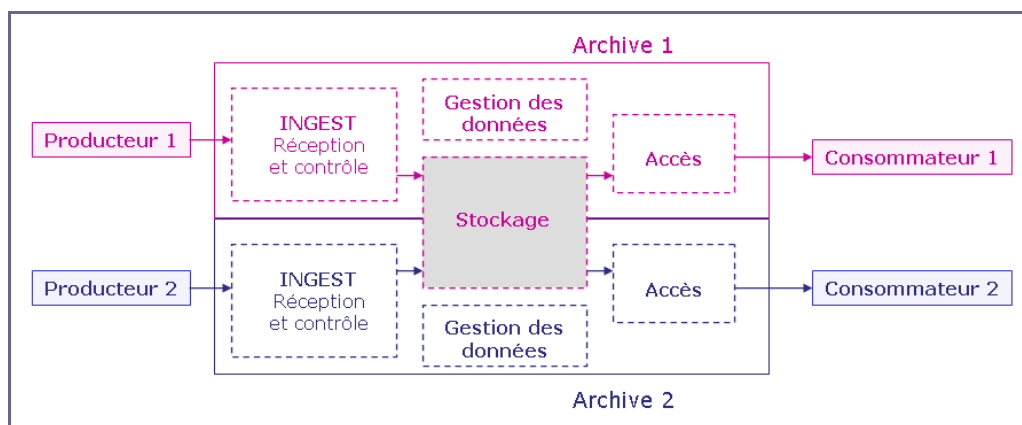 Archive 1
Producteur 1
INGEST
Réception
et contrôle
Gestion des
données
Stockage
Accès
Consommateur 1
Producteur 2
INGEST
Réception
et contrôle
Gestion des
données
Accès
Consommateur 2
Archive 2